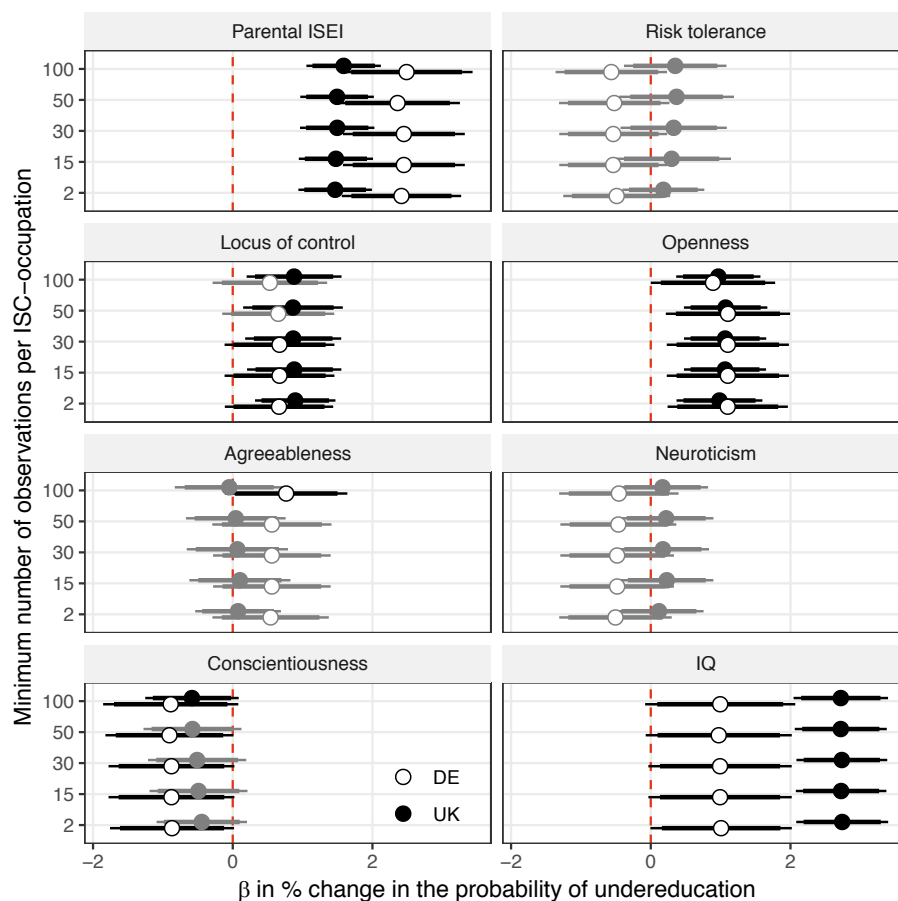 Parental ISEI
Risk tolerance
100
50
30
15
2
Locus of control
Openness
100
50
30
15
2
Agreeableness
Neuroticism
100
50
30
15
2
Conscientiousness
IQ
100
50
30
15
2
DE
UK
−2 0 2 −2 0 2
β in % change in the probability of undereducation
Minimum number of observations per ISC−occupation